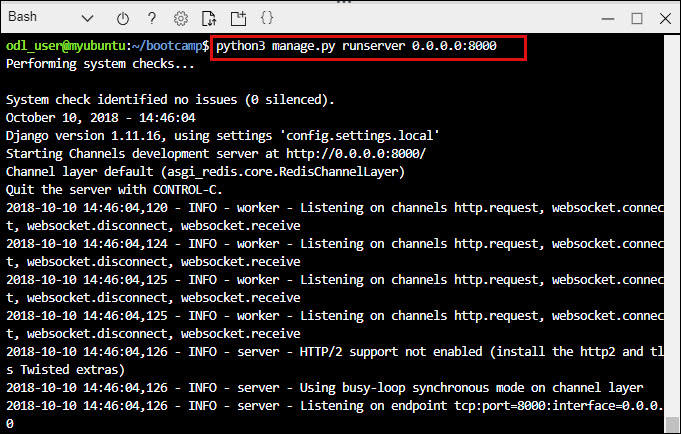 Bash
odl_user@myubuntu:~/bootcamp$ python3 manage.py runserver 0.0.0.0:8000
Performing system checks...
System check identified no issues (0 silenced).
October 10, 2018 - 14:46:04
Django version 1.11.16, using settings 'config.settings.local'
Starting Channels development server at http://0.0.0.0:8000/
Channel layer default (asgi_redis.core.RedisChannelLayer)
Quit the server with CONTROL-C.
2018-10-10 14:46:04,120 - INFO - worker - Listening on channels http.request, websocket.connec
t, websocket.disconnect, websocket.receive
2018-10-10 14:46:04,124 - INFO - worker - Listening on channels http.request, websocket.connec
t, websocket.disconnect, websocket.receive
2018-10-10 14:46:04,125 - INFO - worker - Listening on channels http.request, websocket.connec
t, websocket.disconnect, websocket.receive
2018-10-10 14:46:04,125 - INFO - worker - Listening on channels http.request, websocket.connec
t, websocket.disconnect, websocket.receive
2018-10-10 14:46:04,126 - INFO - server - HTTP/2 support not enabled (install the http2 and tl
s Twisted extras)
2018-10-10 14:46:04,126 - INFO - server - Using busy-loop synchronous mode on channel layer
2018-10-10 14:46:04,126 - INFO - server - Listening on endpoint tcp:port=8000:interface=0.0.0.
0